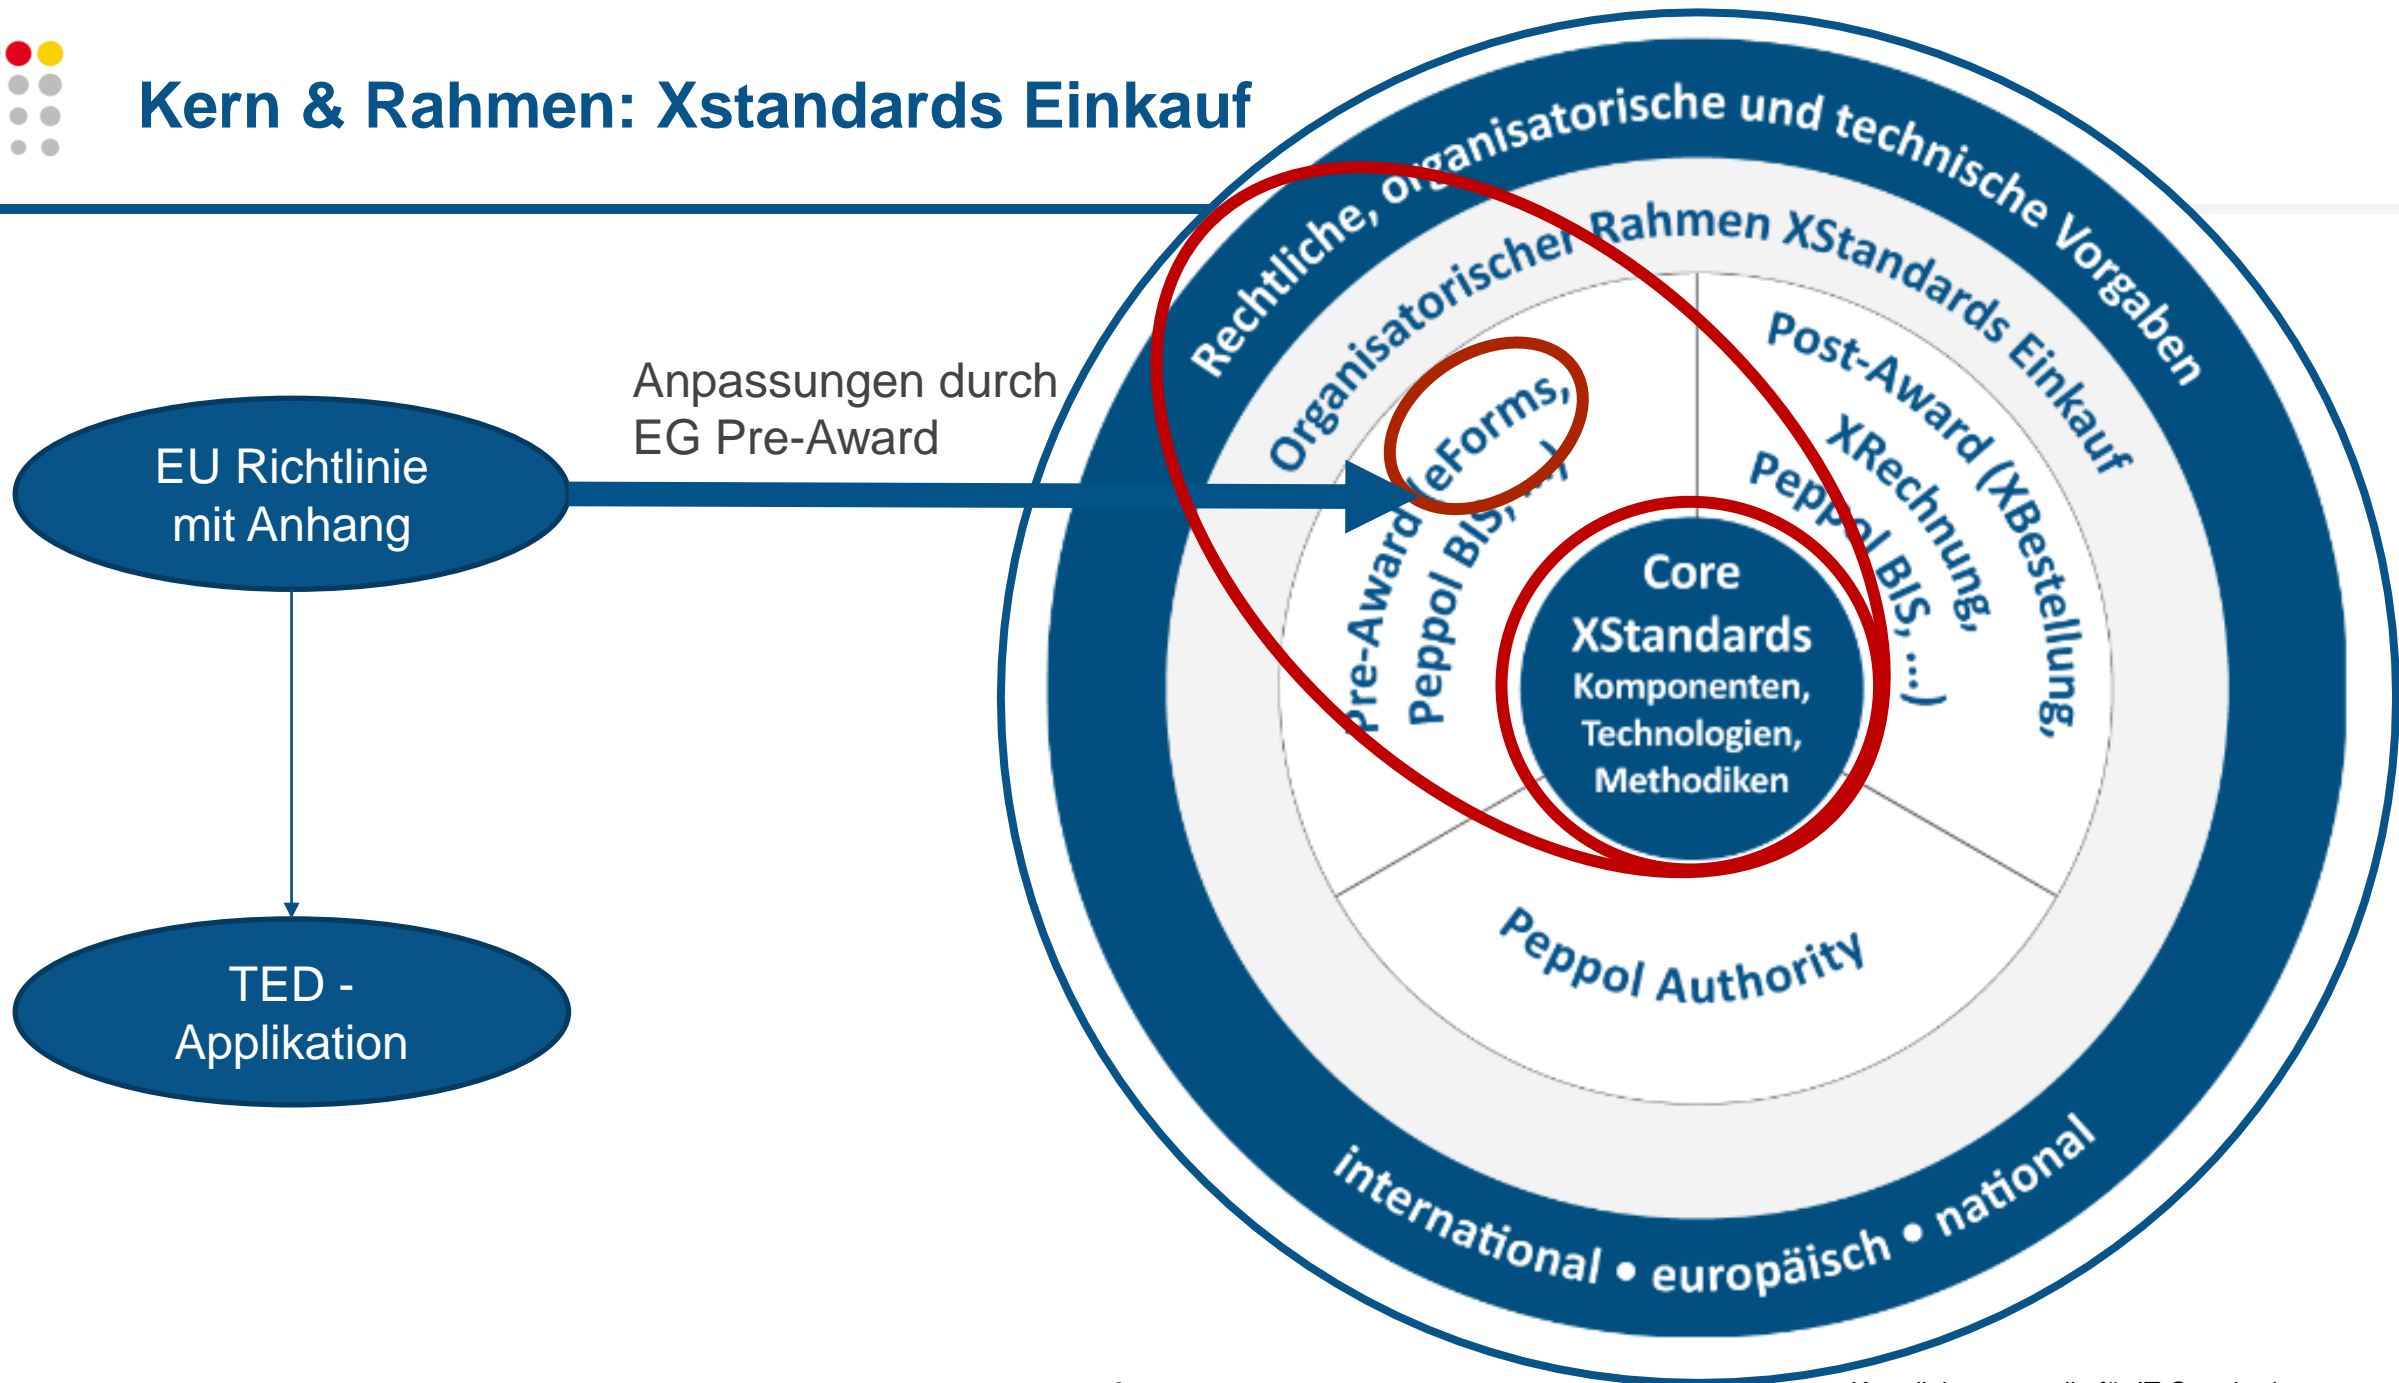 Kern & Rahmen: Xstandards Einkauf
Rechtliche, organisatorische und technische Vorgaben
Organisatorischer Rahmen XStandards Einkauf
Anpassungen durch
EG Pre-Award
EU Richtlinie
mit Anhang
Pre-Award (eForms,
Peppol BIS, ...)
Post-Award (XBestellung,
XRechnung,
Peppol BIS, ...)
Core
XStandards
Komponenten,
Technologien,
Methodiken
Peppol Authority
TED -
Applikation
international • europäisch • national